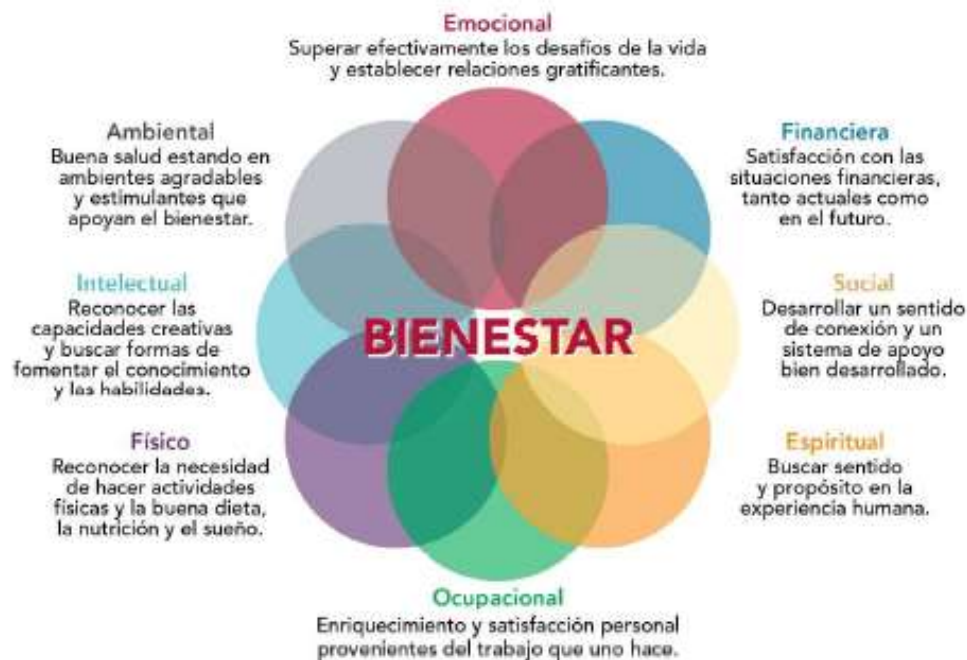 Emocional
Superar efectivamente los desafíos de la vida
y establecer relaciones gratificantes.
Ambiental
Buena salud estando en
ambientes agradables
y estimulantes que
apoyan el bienestar.
Financiera
Satisfacción con las
situaciones financieras,
tanto actuales como
en el futuro.
Intelectual
Reconocer las
capacidades creativas
y buscar formas de
fomentar el conocimiento
y las habilidades.
BIENESTAR
Social
Desarrollar un sentido
de conexión y un
sistema de apoyo
bien desarrollado.
Físico
Reconocer la necesidad
de hacer actividades
físicas y la buena dieta,
la nutrición y el sueño.
Espiritual
Buscar sentido
y propósito en la
experiencia humana.
Ocupacional
Enriquecimiento y satisfacción personal
provenientes del trabajo que uno hace.